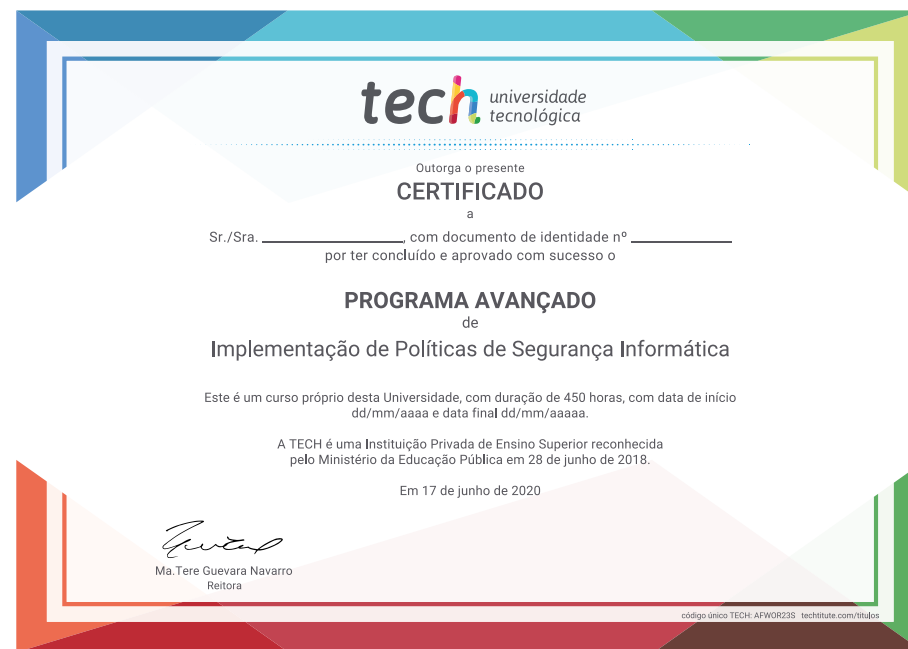 tech universidade
tecnológica
Outorga o presente
CERTIFICADO
a
Sr./Sra. ____________, com documento de identidade nº ____________
por ter concluído e aprovado com sucesso o
PROGRAMA AVANÇADO
de
Implementação de Políticas de Segurança Informática
Este é um curso próprio desta Universidade, com duração de 450 horas, com data de início
dd/mm/aaaa e data final dd/mm/aaaaa.
A TECH é uma Instituição Privada de Ensino Superior reconhecida
pelo Ministério da Educação Pública em 28 de junho de 2018.
Em 17 de junho de 2020
Ma.Tere Guevara Navarro
Reitora
código único TECH: AFWOR23S techtitute.com/titulos